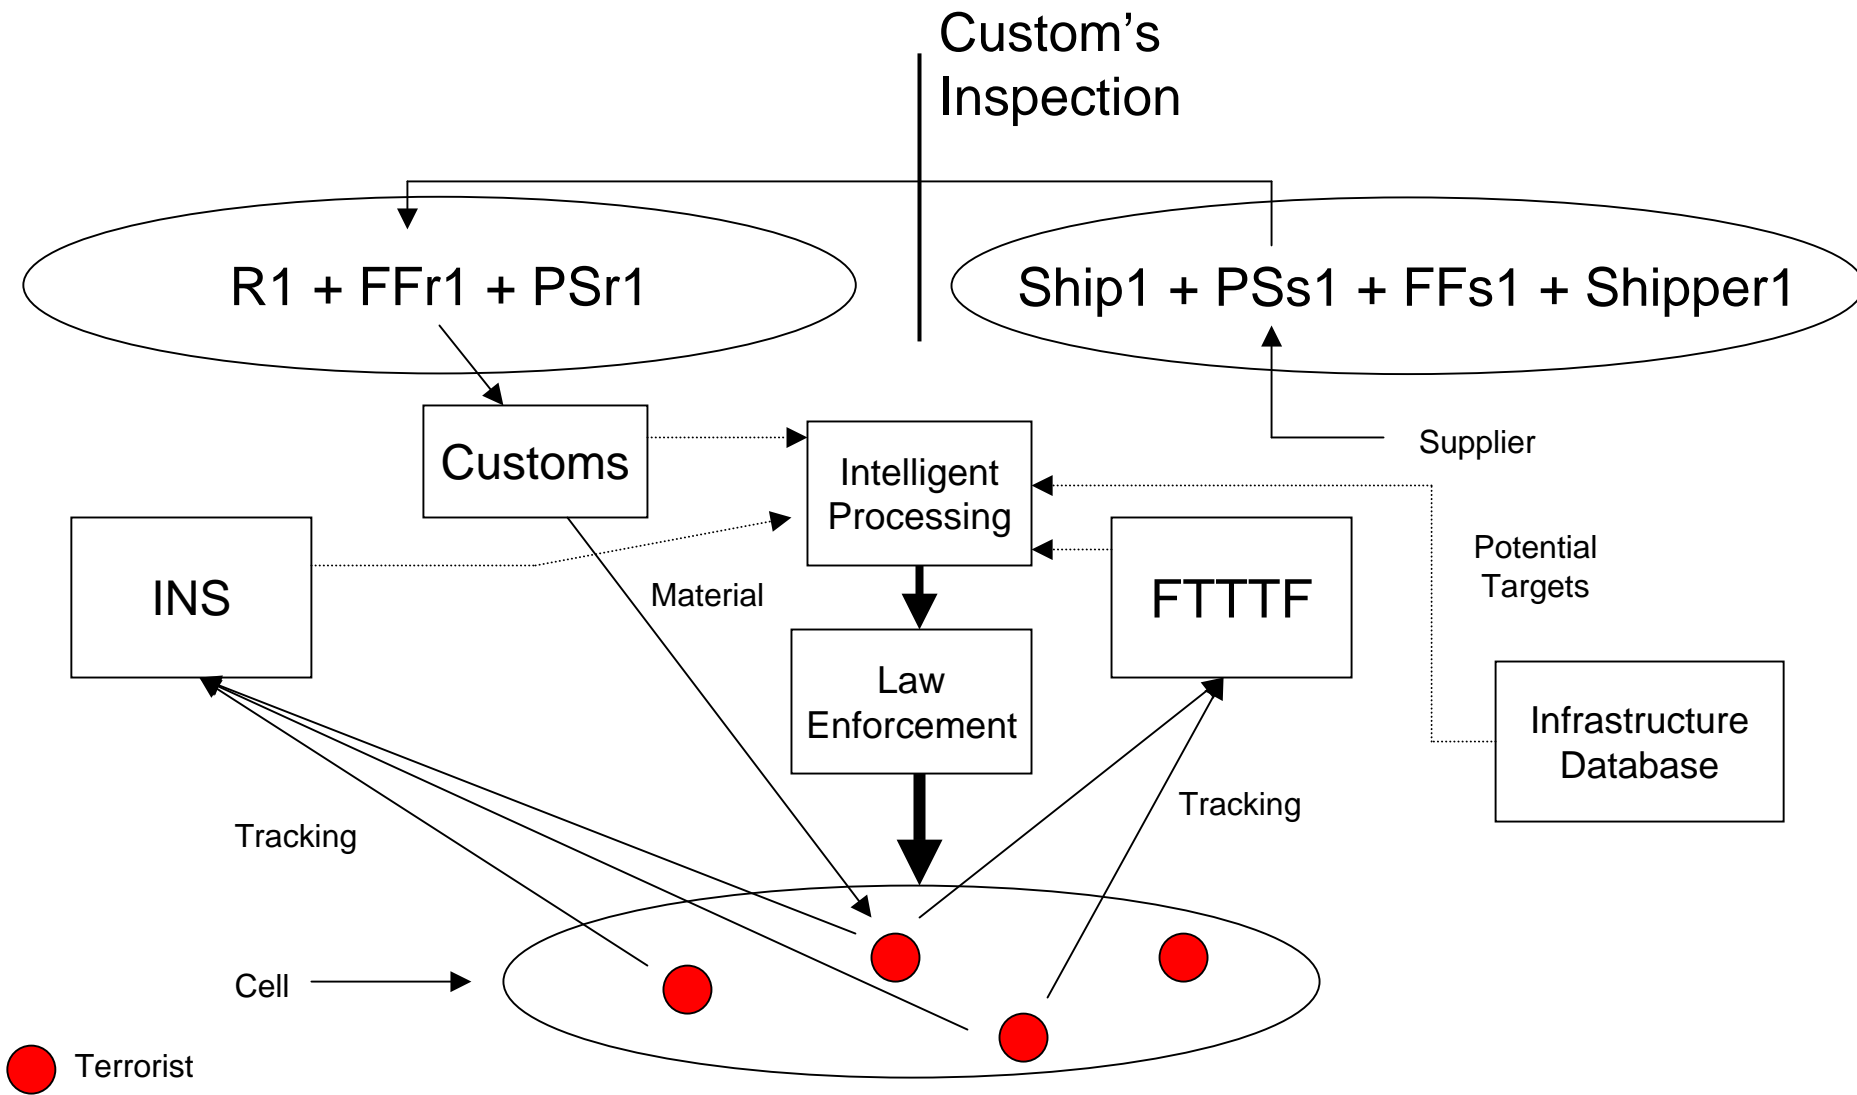 Custom’s
Inspection
R1 + FFr1 + PSr1
Ship1 + PSs1 + FFs1 + Shipper1
Customs
Intelligent
Processing
Supplier
INS
Material
FTTTF
Potential
Targets
Law
Enforcement
Infrastructure
Database
Tracking
Tracking
Cell
Terrorist